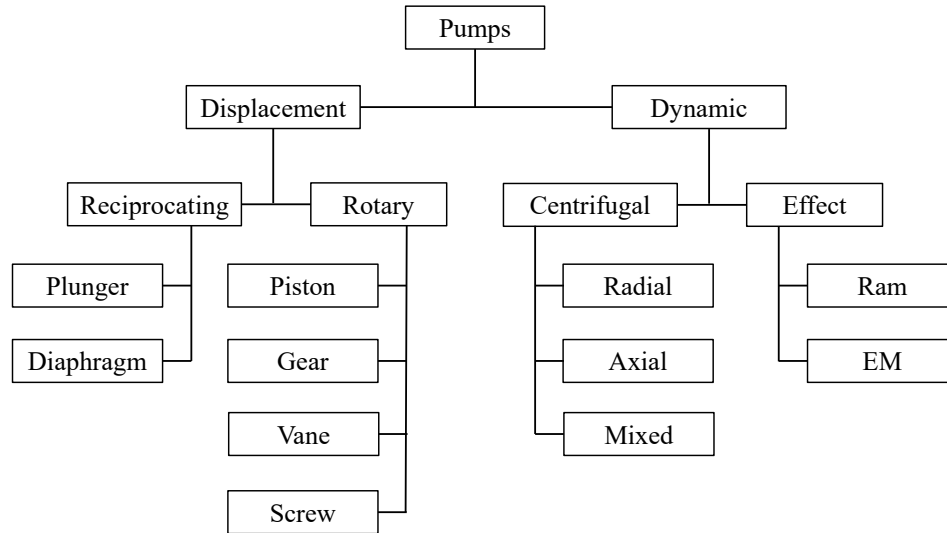 Pumps
Displacement
Dynamic
Reciprocating
Rotary
Centrifugal
Effect
Plunger
Piston
Radial
Ram
Diaphragm
Gear
Axial
EM
Vane
Mixed
Screw